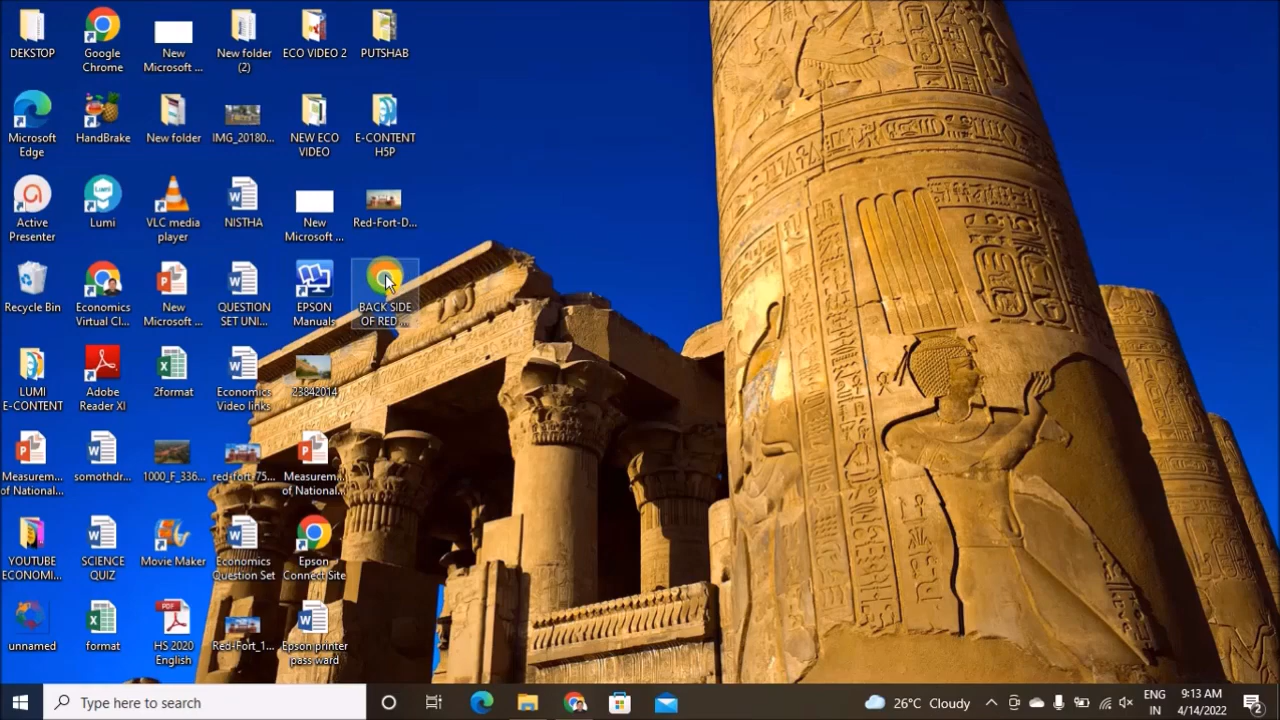 DEKSTOP
Google
Chrome
New
Microsoft ...
New folder
(2)
ECO VIDEO 2
PUTSHAB
Microsoft
Edge
HandBrake
New folder
IMG_20180...
NEW ECO
VIDEO
E-CONTENT
H5P
Active
Presenter
Lumi
VLC media
player
NISTHA
New
Microsoft ...
Red-Fort-D...
Recycle Bin
Economics
Virtual Cl...
New
Microsoft ...
QUESTION
SET UNI...
EPSON
Manuals
BACK SIDE
OF RED ...
LUMI
E-CONTENT
Adobe
Reader XI
2format
Economics
Video links
23842014
Measurem...
of National...
somothdr...
1000_F_336...
red-fort-75...
Measurem...
of National...
YOUTUBE
ECONOMI...
SCIENCE
QUIZ
Movie Maker
Economics
Question Set
Epson
Connect Site
unnamed
format
HS 2020
English
Red-Fort_1...
Epson printer
pass ward
Type here to search
26°C Cloudy
ENG
IN
9:13 AM
4/14/2022
2